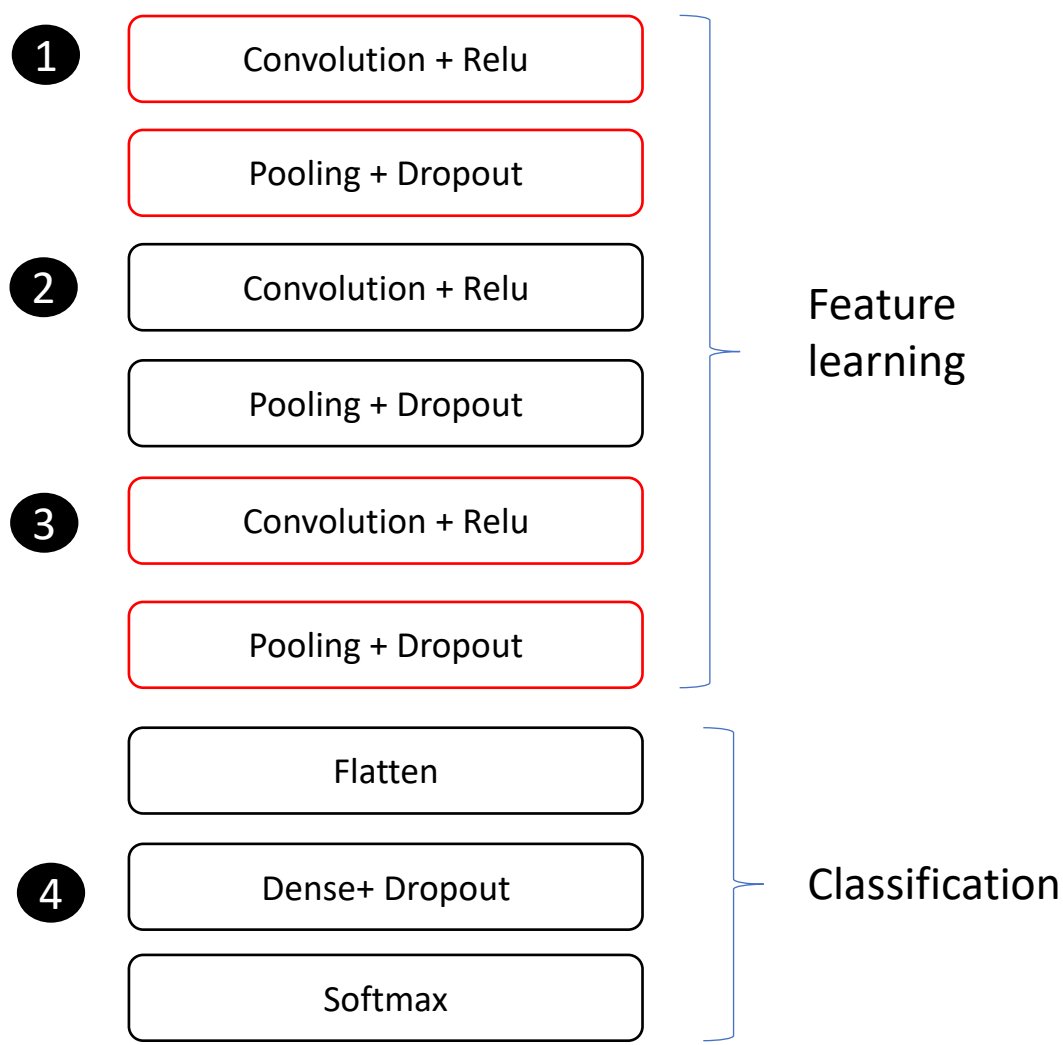 1
Convolution + Relu
Pooling + Dropout
2
Convolution + Relu
Pooling + Dropout
3
Convolution + Relu
Pooling + Dropout
Feature
learning
Flatten
4
Dense+ Dropout
Softmax
Classification